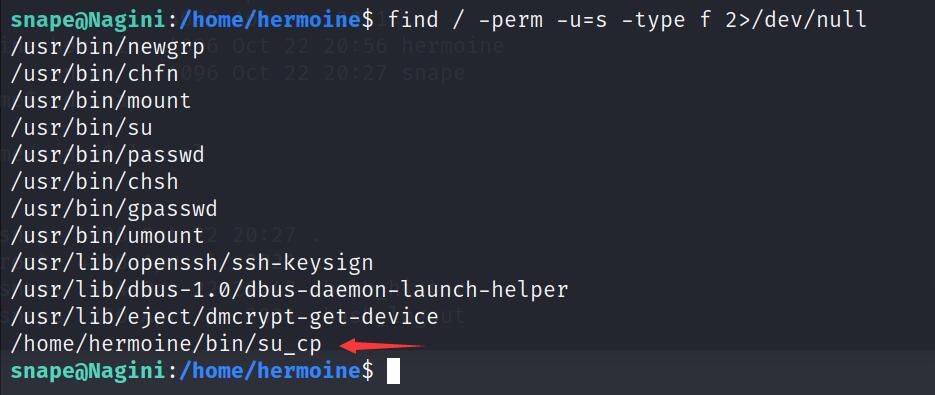 snape@Nagini:/home/hermoine$ find / -perm -u=s -type f 2>/dev/null
/usr/bin/newgrp
/usr/bin/chfn
/usr/bin/mount
/usr/bin/su
/usr/bin/passwd
/usr/bin/chsh
/usr/bin/gpasswd
/usr/bin/umount
/usr/lib/openssh/ssh-keysign
/usr/lib/dbus-1.0/dbus-daemon-launch-helper
/usr/lib/eject/dmcrypt-get-device
/home/hermoine/bin/su_cp
snape@Nagini:/home/hermoine$